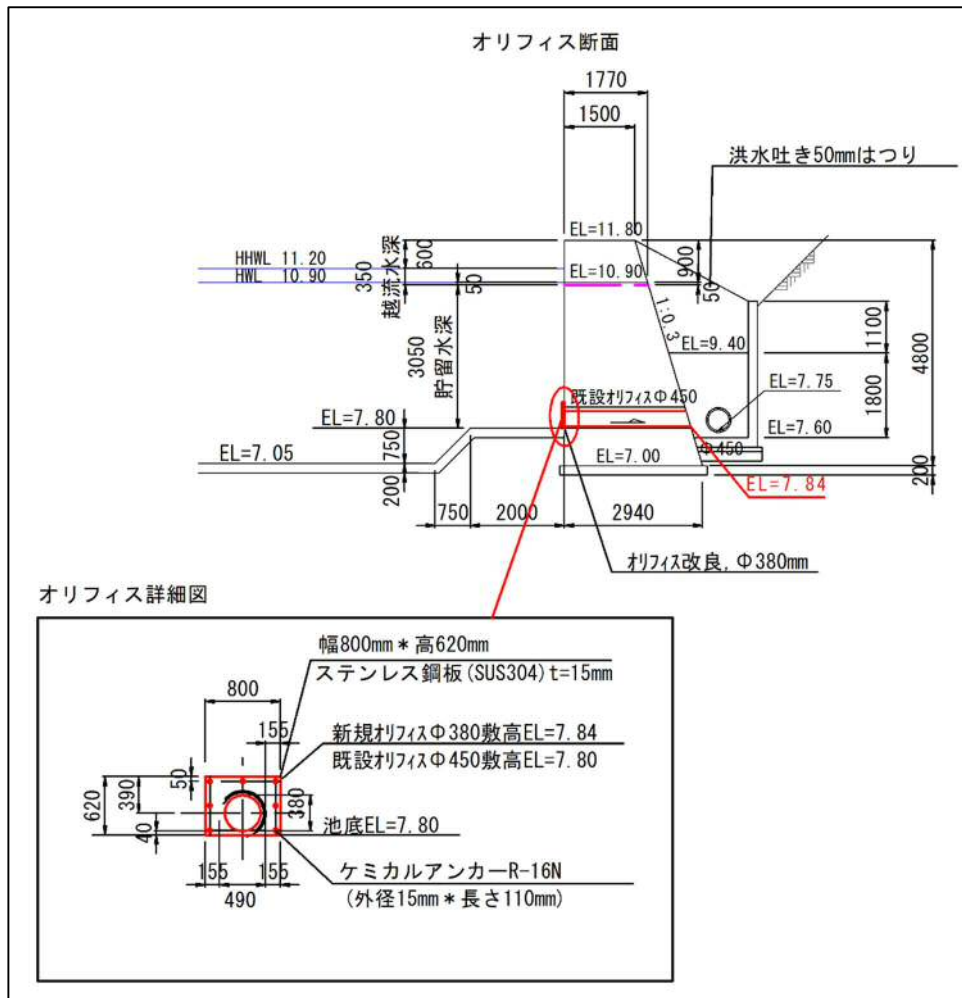 オリフィス断面
1770
1500
洪水吐き50mmはつり
EL=11.80
HHWL 11.20
HWL 10.90
EL=10.90
600
350
越流水深
50
900
50
1:0.3
3050
貯留水深
EL=9.40
1100
4800
1800
既設オリフィスΦ450
EL=7.75
EL=7.80
EL=7.60
750
EL=7.05
EL=7.00
Φ450
200
200
EL=7.84
750
2000
2940
オリフィス改良,Φ380mm
オリフィス詳細図
幅800mm*高620mm
ステンレス鋼板(SUS304)t=15mm
800
155
新規オリフィスΦ380敷高EL=7.84
既設オリフィスΦ450敷高EL=7.80
50
620
390
380
40
池底EL=7.80
155
155
490
ケミカルアンカーR-16N
(外径15mm*長さ110mm)